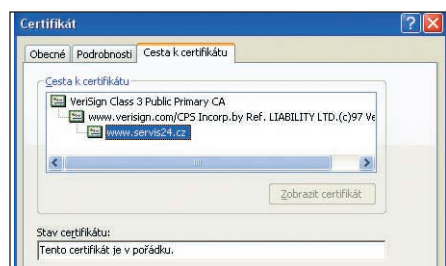 Certifikát
Obecné Podrobnosti Cesta k certifikátu
Cesta k certifikátu
VeriSign Class 3 Public Primary CA
www.verisign.com/CPS Incorp.by Ref. LIABILITY LTD.(c)97 Ve
www.servis24.cz
Zobrazit certifikát
Stav certifikátu:
Tento certifikát je v pořádku.